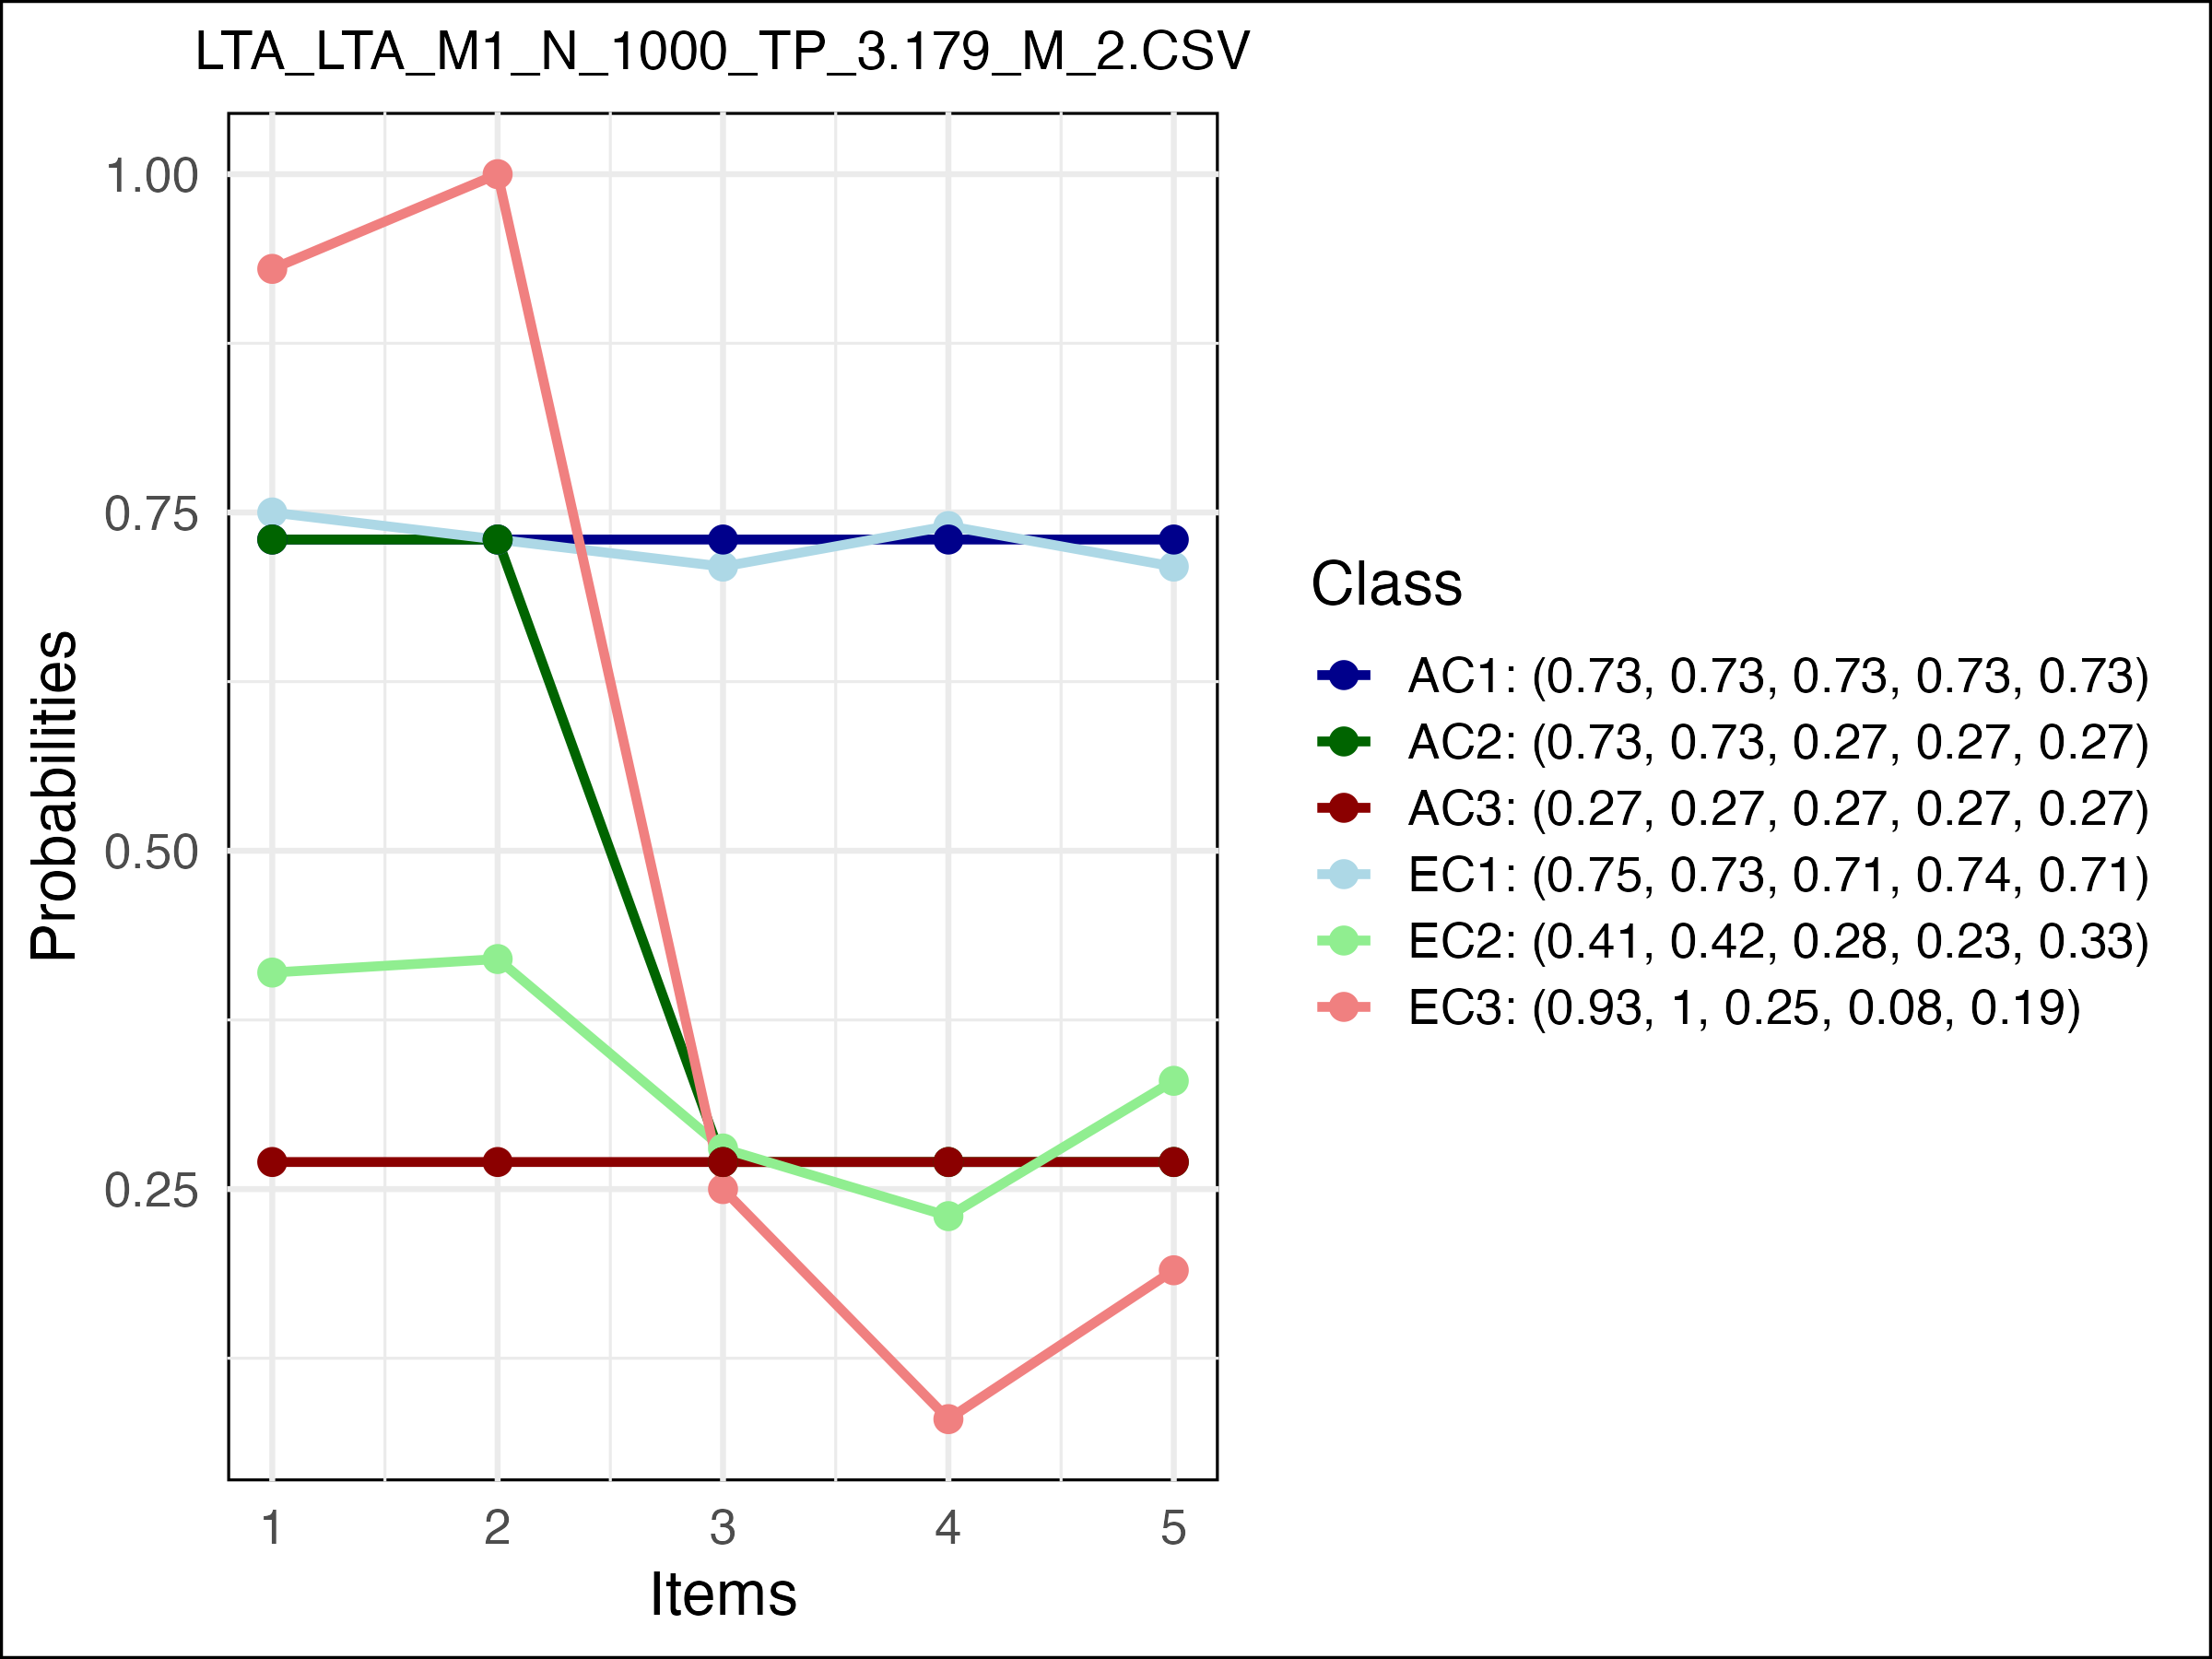 LTA_LTA_M1_N_1000_TP_3.179_M_2.CSV
1.00
0.75
0.50
0.25
Probabilities
1 2 3 4 5
Items
Class
AC1: (0.73, 0.73, 0.73, 0.73, 0.73)
AC2: (0.73, 0.73, 0.27, 0.27, 0.27)
AC3: (0.27, 0.27, 0.27, 0.27, 0.27)
EC1: (0.75, 0.73, 0.71, 0.74, 0.71)
EC2: (0.41, 0.42, 0.28, 0.23, 0.33)
EC3: (0.93, 1, 0.25, 0.08, 0.19)